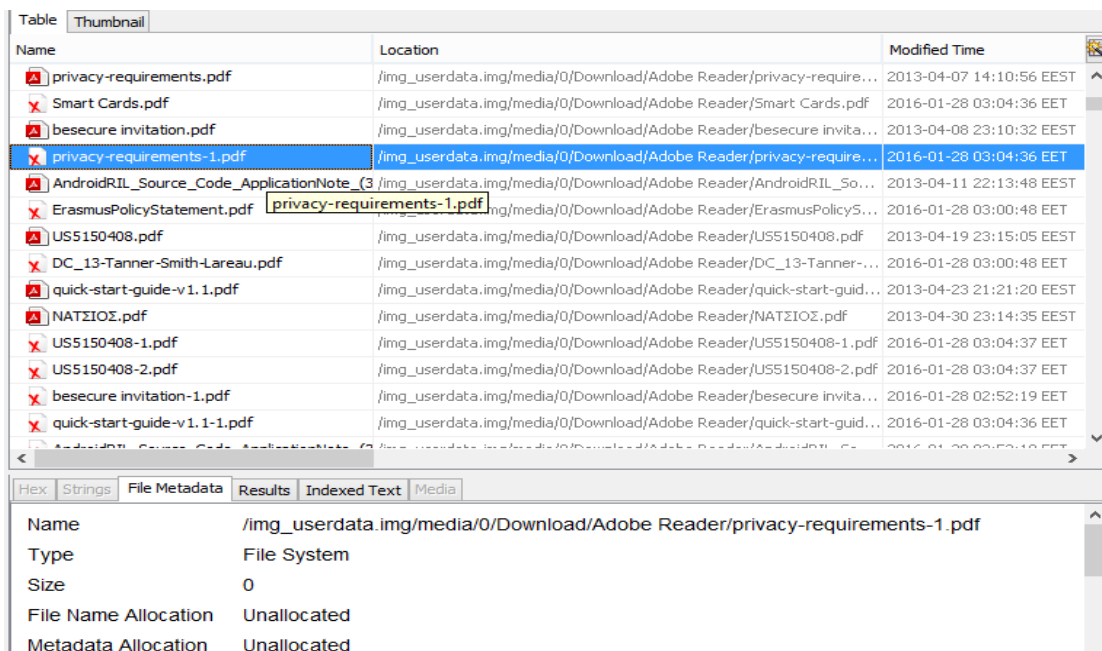 Table Thumbnail
Name Location Modified Time
privacy-requirements.pdf /img_userdata.img/media/0/Download/Adobe Reader/privacy-require... 2013-04-07 14:10:56 EEST
Smart Cards.pdf /img_userdata.img/media/0/Download/Adobe Reader/Smart Cards.pdf 2016-01-28 03:04:36 EET
besecure invitation.pdf /img_userdata.img/media/0/Download/Adobe Reader/besecure invita... 2013-04-08 23:10:32 EEST
privacy-requirements-1.pdf /img_userdata.img/media/0/Download/Adobe Reader/privacy-require... 2016-01-28 03:04:36 EET
AndroidRIL_Source_Code_ApplicationNote_(3 /img_userdata.img/media/0/Download/Adobe Reader/AndroidRIL_So... 2013-04-11 22:13:48 EEST
ErasmusPolicyStatement.pdf privacy-requirements-1.pdf mg_userdata.img/media/0/Download/Adobe Reader/ErasmusPolicyS... 2016-01-28 03:00:48 EET
US5150408.pdf /img_userdata.img/media/0/Download/Adobe Reader/US5150408.pdf 2013-04-19 23:15:05 EEST
DC_13-Tanner-Smith-Lareau.pdf /img_userdata.img/media/0/Download/Adobe Reader/DC_13-Tanner-... 2016-01-28 03:00:48 EET
quick-start-guide-v1.1.pdf /img_userdata.img/media/0/Download/Adobe Reader/quick-start-guid... 2013-04-23 21:21:20 EEST
ΝΑΤΣΙΟΣ.pdf /img_userdata.img/media/0/Download/Adobe Reader/ΝΑΤΣΙΟΣ.pdf 2013-04-30 23:14:35 EEST
US5150408-1.pdf /img_userdata.img/media/0/Download/Adobe Reader/US5150408-1.pdf 2016-01-28 03:04:37 EET
US5150408-2.pdf /img_userdata.img/media/0/Download/Adobe Reader/US5150408-2.pdf 2016-01-28 03:04:37 EET
besecure invitation-1.pdf /img_userdata.img/media/0/Download/Adobe Reader/besecure invita... 2016-01-28 02:52:19 EET
quick-start-guide-v1.1-1.pdf /img_userdata.img/media/0/Download/Adobe Reader/quick-start-guid... 2016-01-28 03:04:36 EET
Hex Strings File Metadata Results Indexed Text Media
Name /img_userdata.img/media/0/Download/Adobe Reader/privacy-requirements-1.pdf
Type File System
Size 0
File Name Allocation Unallocated
Metadata Allocation Unallocated